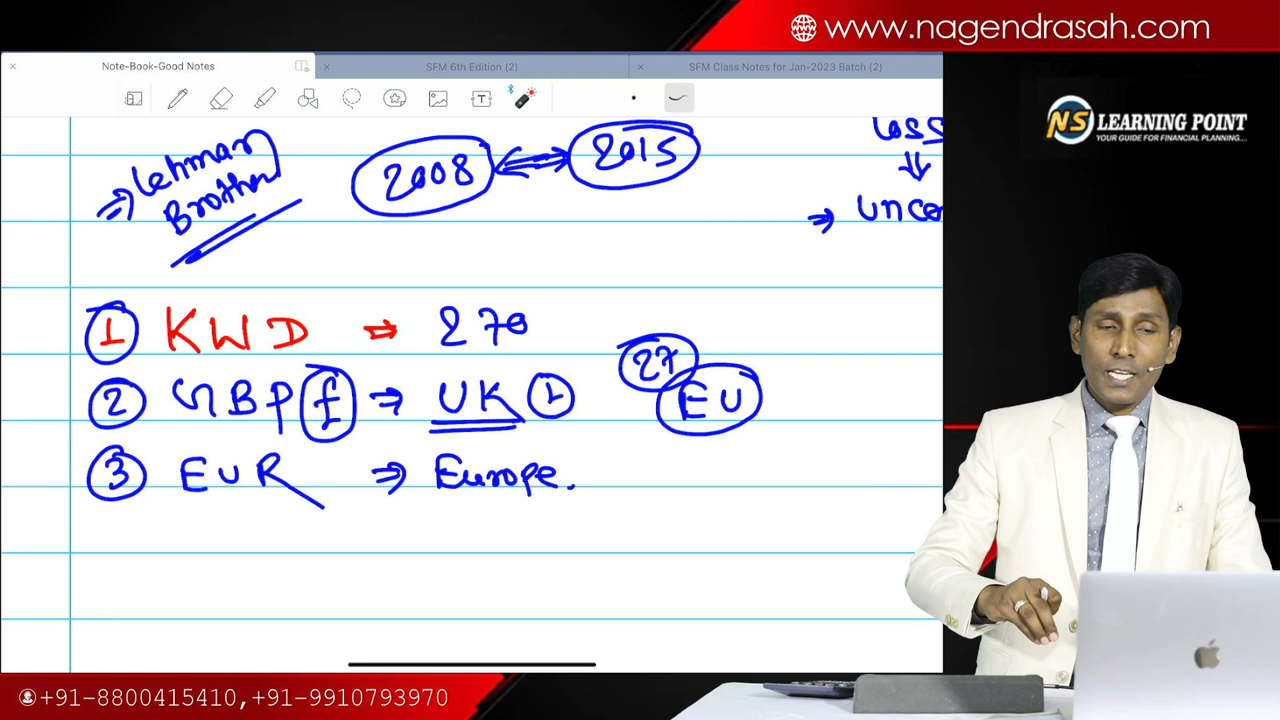 www.nagendrasah.com
Note-Book-Good Notes
SFM 6th Edition (2)
SFM Class Notes for Jan-2023 Batch (2)
NS LEARNING POINT
YOUR GUIDE FOR FINANCIAL PLANNING....
T
Loss
⇒ Lehman Brother
2008 2015
→ unce
① KWD ⇒ 270
② GBP £ ⇒ UK ① 27 EU
③ EUR ⇒ Europe.
+91-8800415410,+91-9910793970